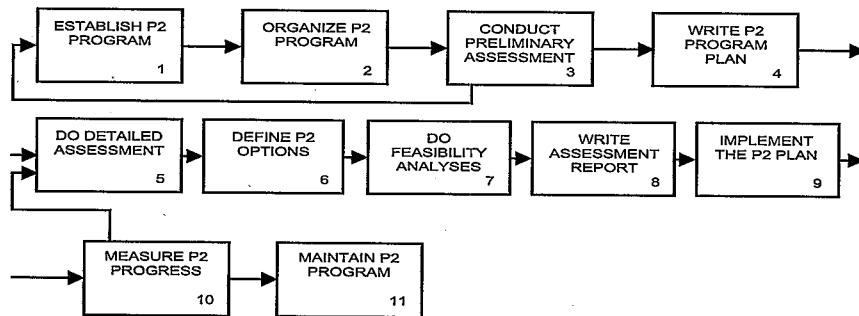 ESTABLISH P2
PROGRAM
1
ORGANIZE P2
PROGRAM
2
CONDUCT
PRELIMINARY
ASSESSMENT
3
WRITE P2
PROGRAM
PLAN
4
DO DETAILED
ASSESSMENT
5
DEFINE P2
OPTIONS
6
DO
FEASIBILITY
ANALYSES
7
WRITE
ASSESSMENT
REPORT
8
IMPLEMENT
THE P2 PLAN
9
MEASURE P2
PROGRESS
10
MAINTAIN P2
PROGRAM
11